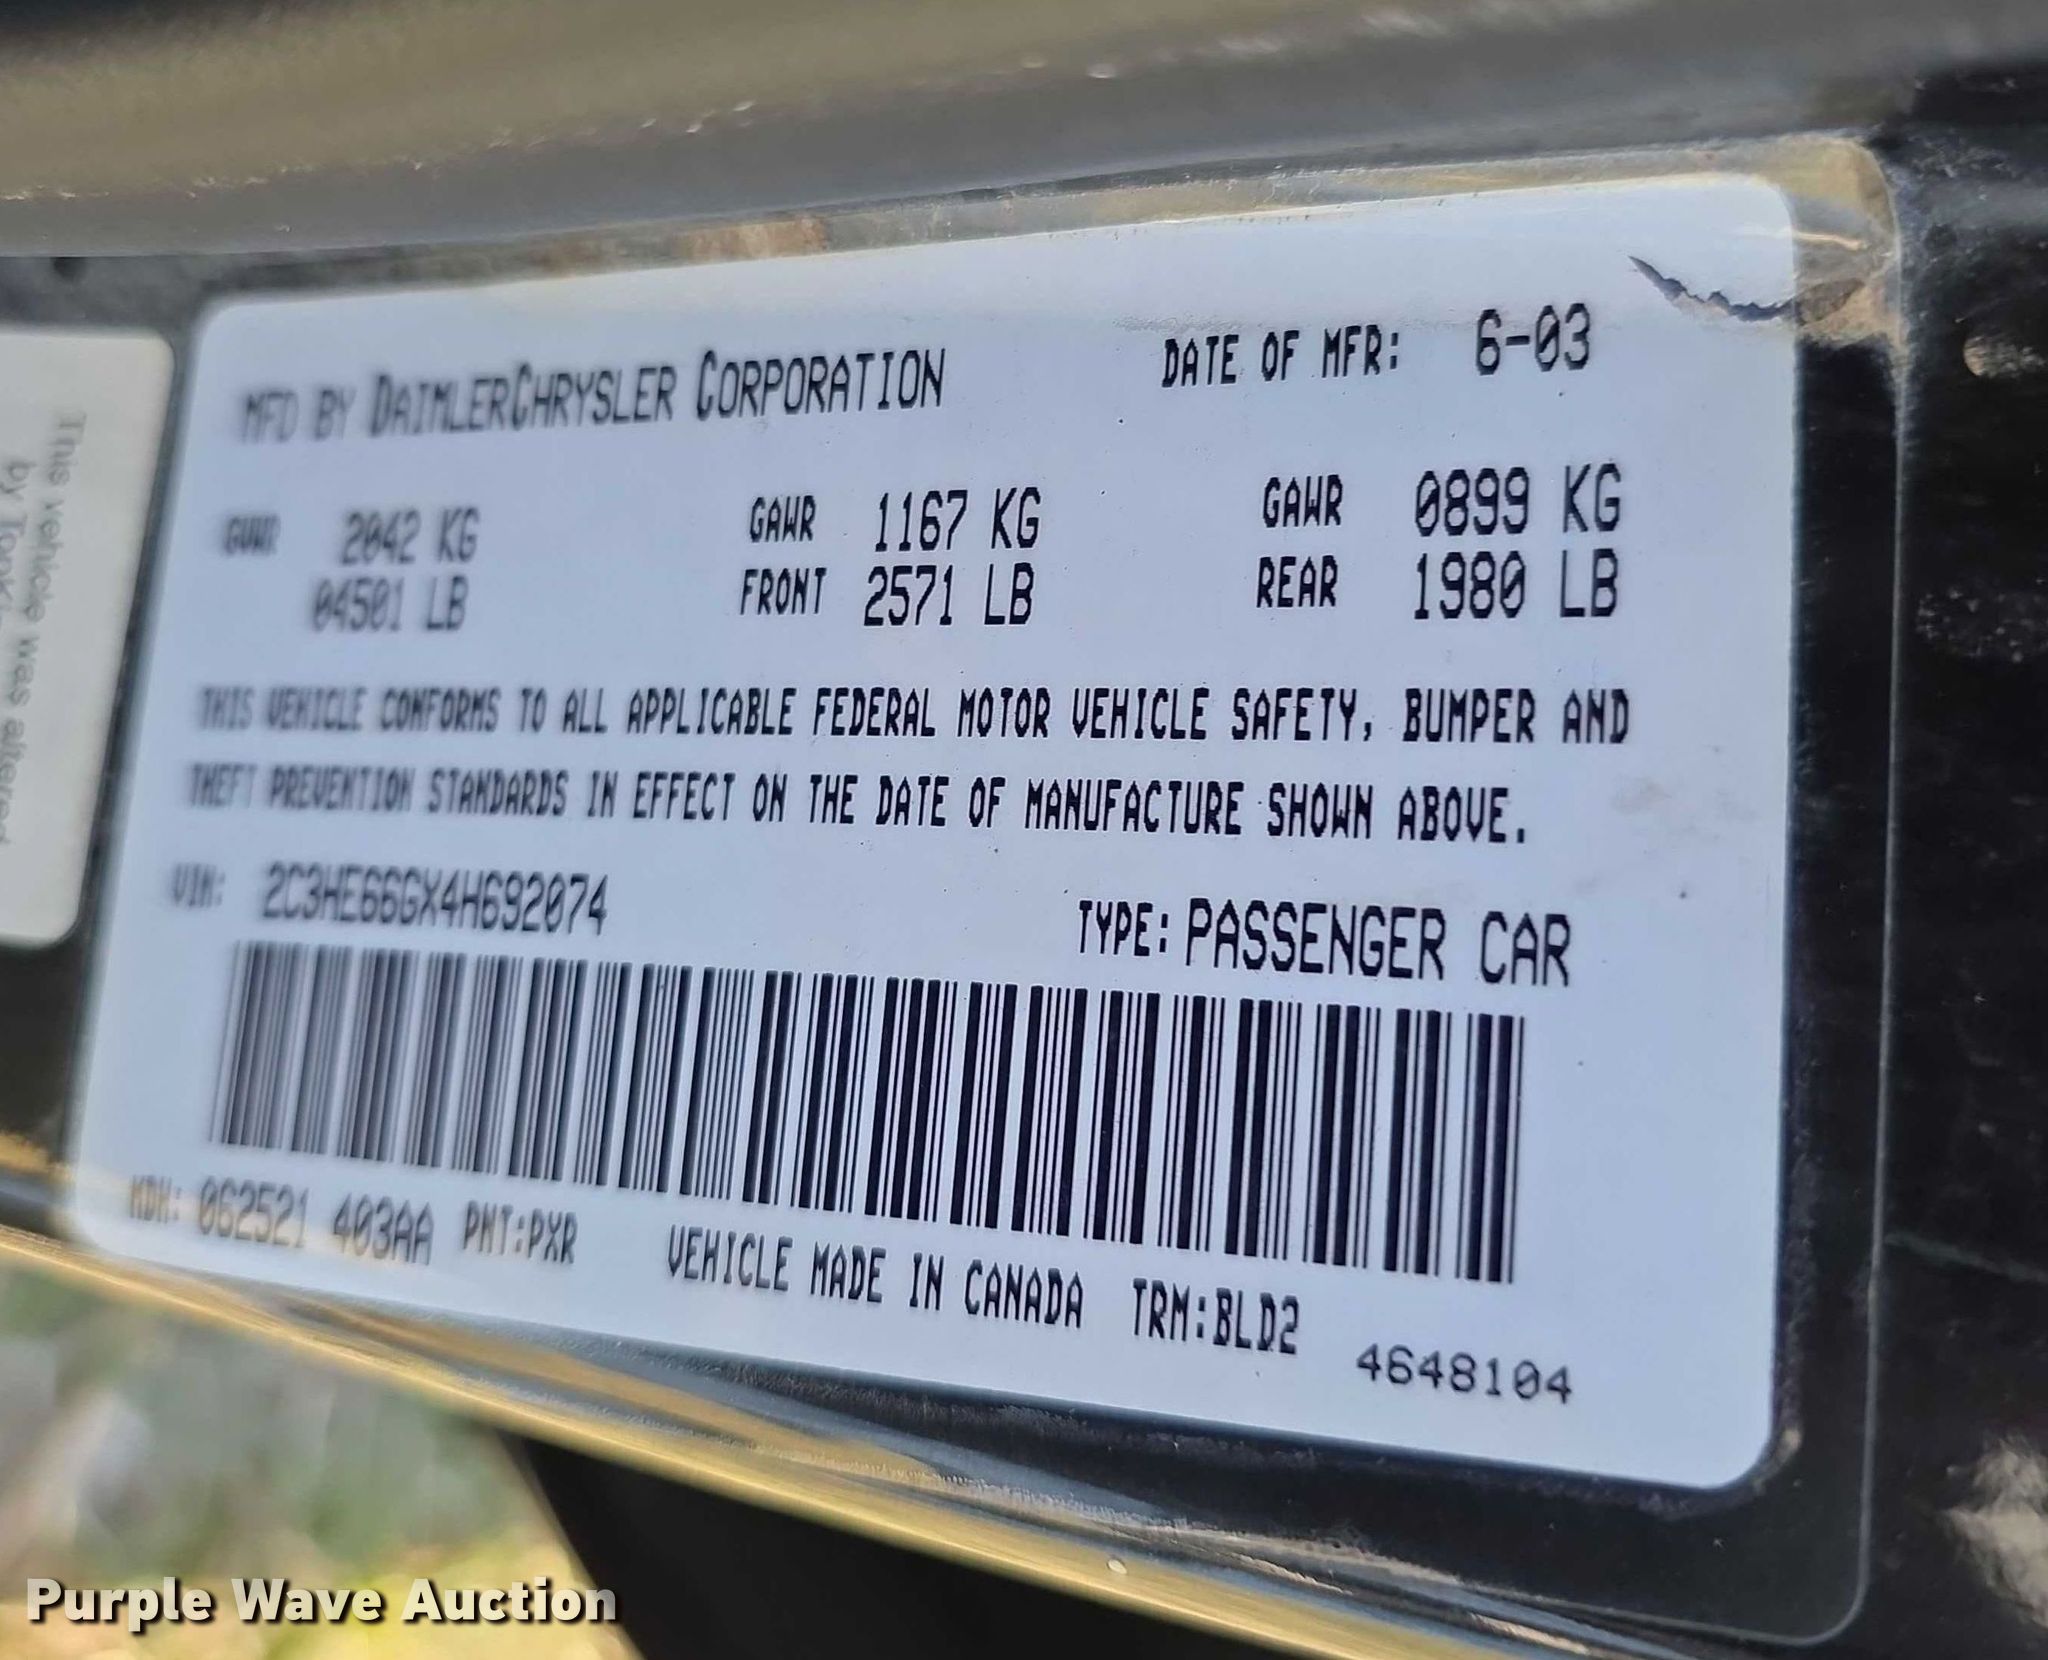 This vehicle was altered
MFD BY DAIMLERCHRYSLER CORPORATION DATE OF MFR: 6-03
GVWR 2042 KG GAWR 1167 KG GAWR 0899 KG
04501 LB FRONT 2571 LB REAR 1980 LB
THIS VEHICLE CONFORMS TO ALL APPLICABLE FEDERAL MOTOR VEHICLE SAFETY, BUMPER AND
THEFT PREVENTION STANDARDS IN EFFECT ON THE DATE OF MANUFACTURE SHOWN ABOVE.
VIN: 2C3HE66GX4H692074 TYPE: PASSENGER CAR
MDH: 062521 403AA PNT:PXR VEHICLE MADE IN CANADA TRM:BLD2
4648104
Purple Wave Auction